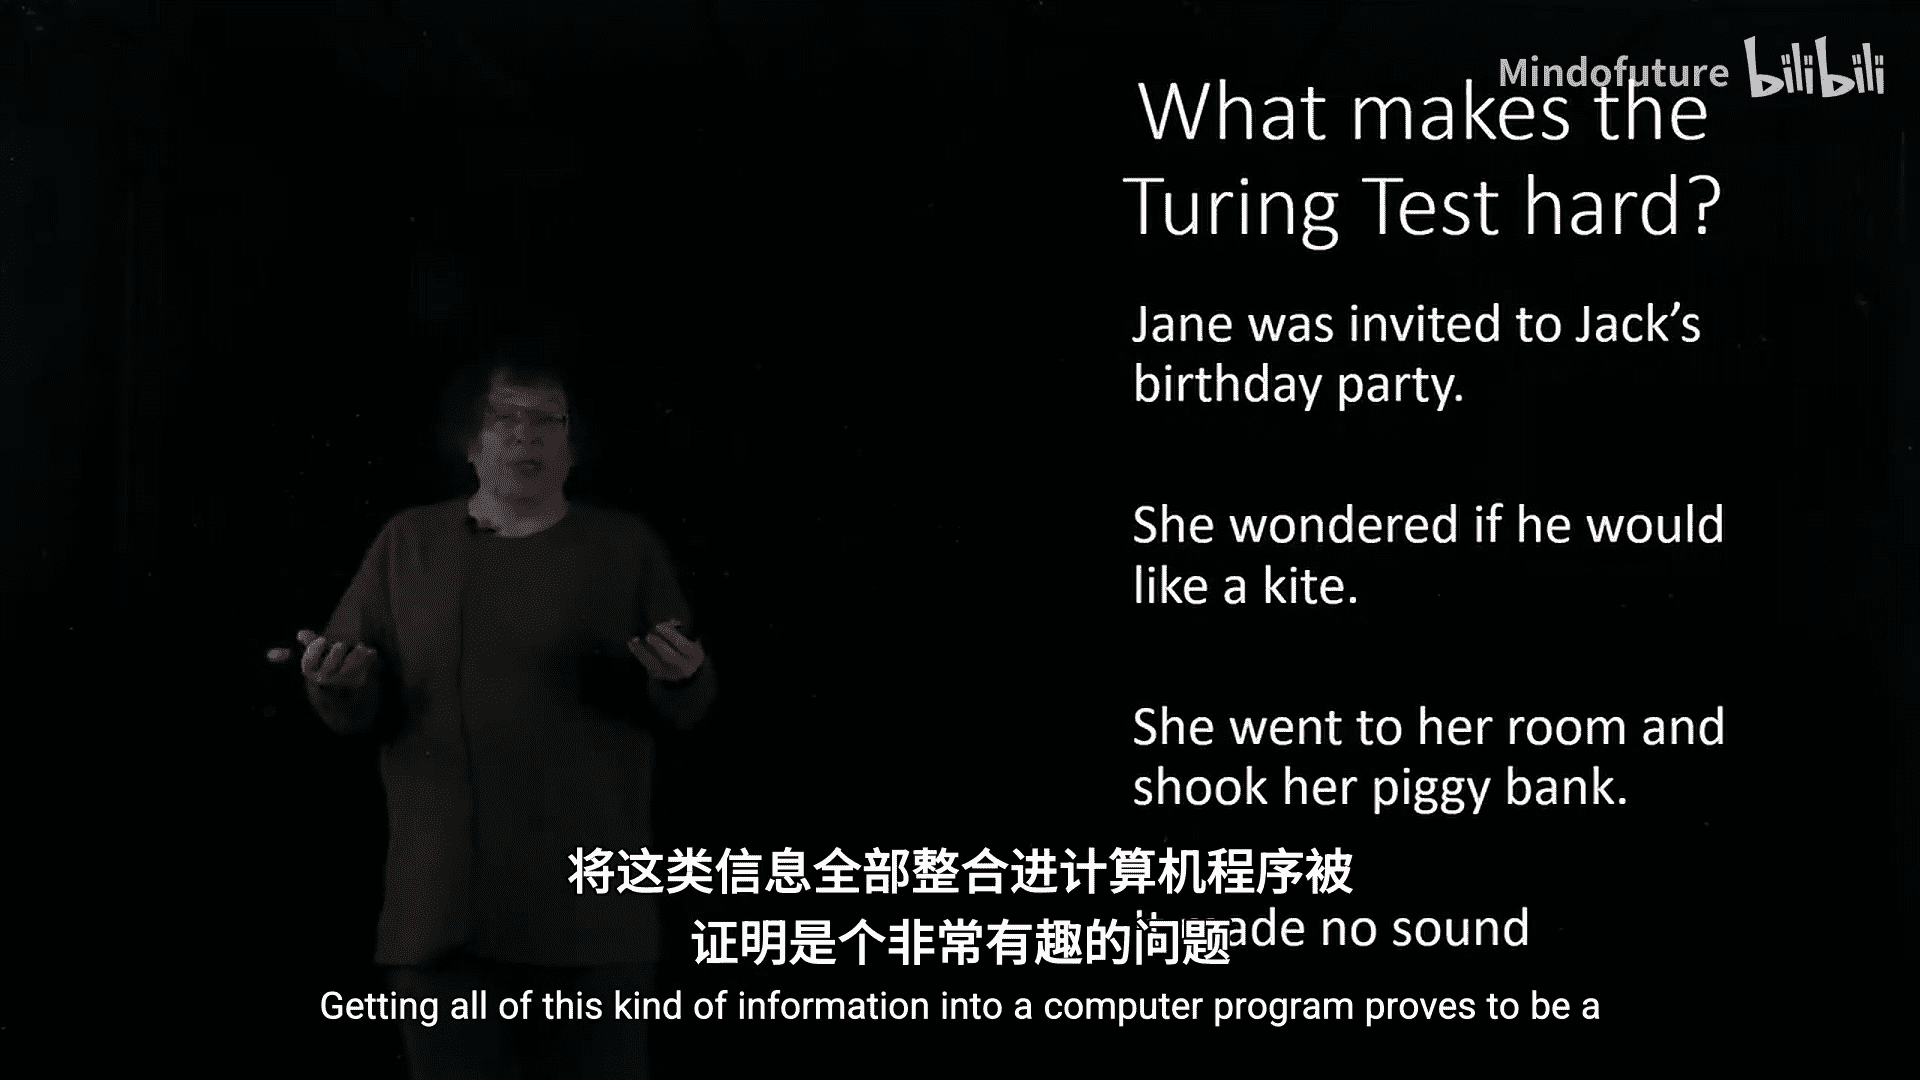 Mindofuture bilibili
What makes the
Turing Test hard?
Jane was invited to Jack’s
birthday party.
She wondered if he would
like a kite.
She went to her room and
shook her piggy bank.
made no sound
将这类信息全部整合进计算机程序被
证明是个非常有趣的问题
Getting all of this kind of information into a computer program proves to be a